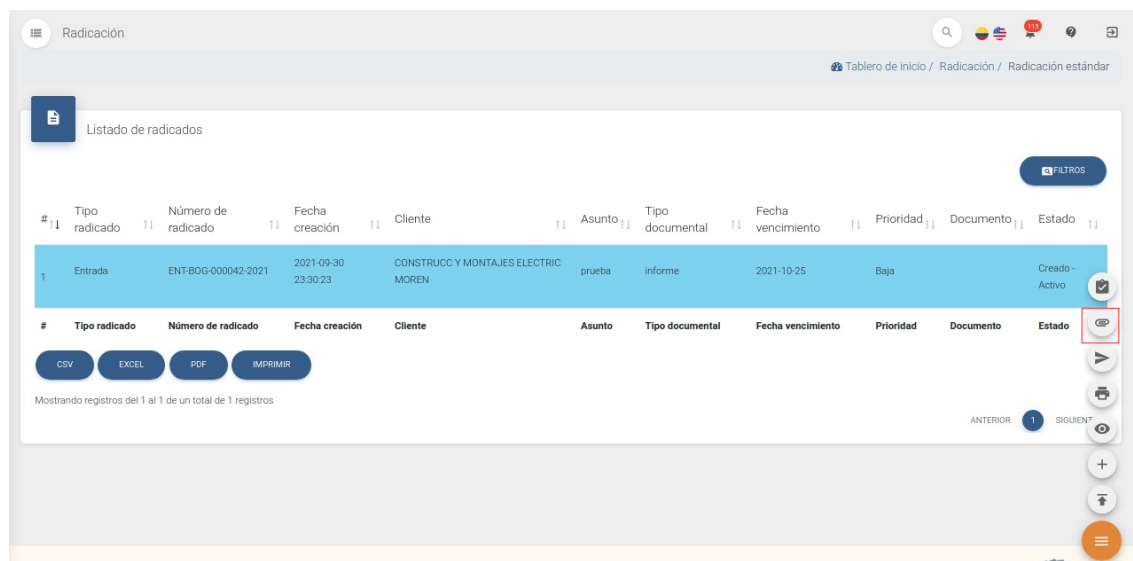 Radicación
115
Tablero de inicio / Radicación / Radicación estándar
Listado de radicados
FILTROS
# Tipo radicado Número de radicado Fecha creación Cliente Asunto Tipo documental Fecha vencimiento Prioridad Documento Estado
1 Entrada ENT-BOG-000042-2021 2021-09-30 23:30:23 CONSTRUCC Y MONTAJES ELECTRIC MOREN prueba informe 2021-10-25 Baja Creado - Activo
# Tipo radicado Número de radicado Fecha creación Cliente Asunto Tipo documental Fecha vencimiento Prioridad Documento Estado
CSV EXCEL PDF IMPRIMIR
Mostrando registros del 1 al 1 de un total de 1 registros
ANTERIOR 1 SIGUIENT